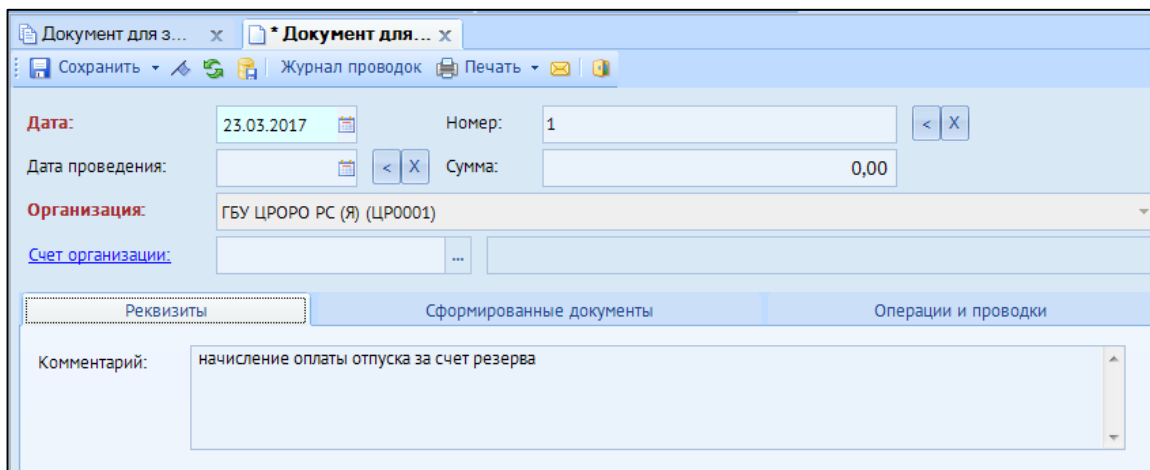 Документ для з... x * Документ для... x
Сохранить Журнал проводок Печать
Дата: 23.03.2017 Номер: 1 < X
Дата проведения: < X Сумма: 0,00
Организация: ГБУ ЦРОРО РС (Я) (ЦР0001)
Счет организации: ...
Реквизиты Сформированные документы Операции и проводки
Комментарий: начисление оплаты отпуска за счет резерва